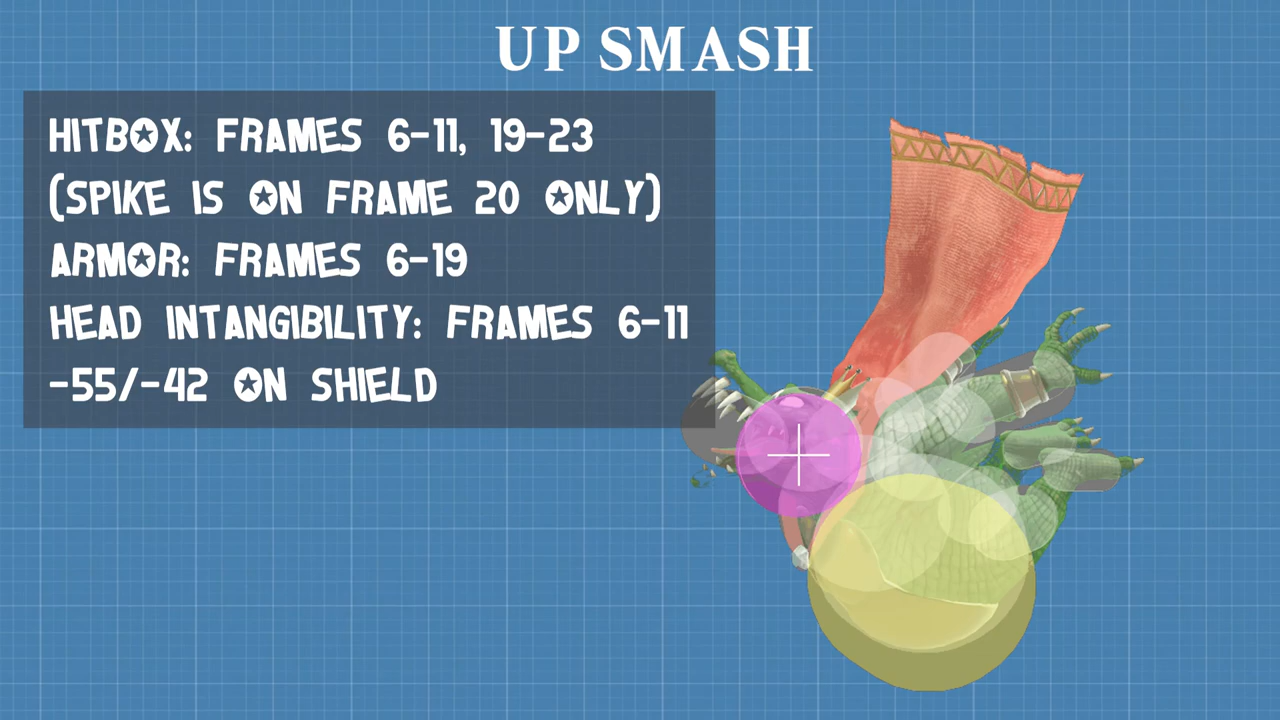 UP SMASH
HITBOX: FRAMES 6-11, 19-23
(SPIKE IS ON FRAME 20 ONLY)
ARMOR: FRAMES 6-19
HEAD INTANGIBILITY: FRAMES 6-11
-55/-42 ON SHIELD